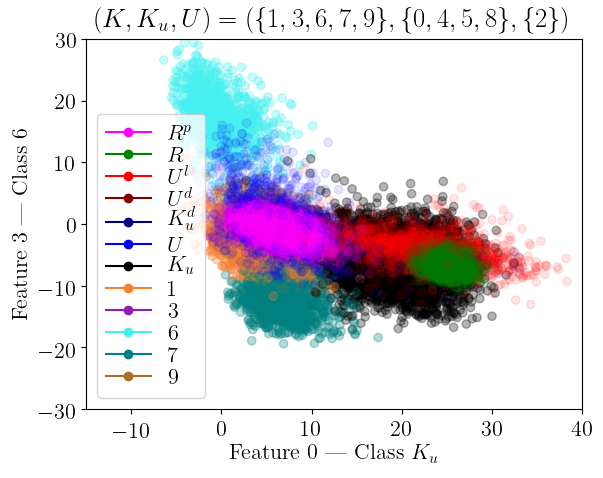 (K, K_u, U) = ({1, 3, 6, 7, 9}, {0, 4, 5, 8}, {2})
30
20
10
0
−10
−20
−30
Feature 3 — Class 6
R^p
R
U^l
U^d
K_u^d
U
K_u
1
3
6
7
9
−10
0
10
20
30
40
Feature 0 — Class K_u